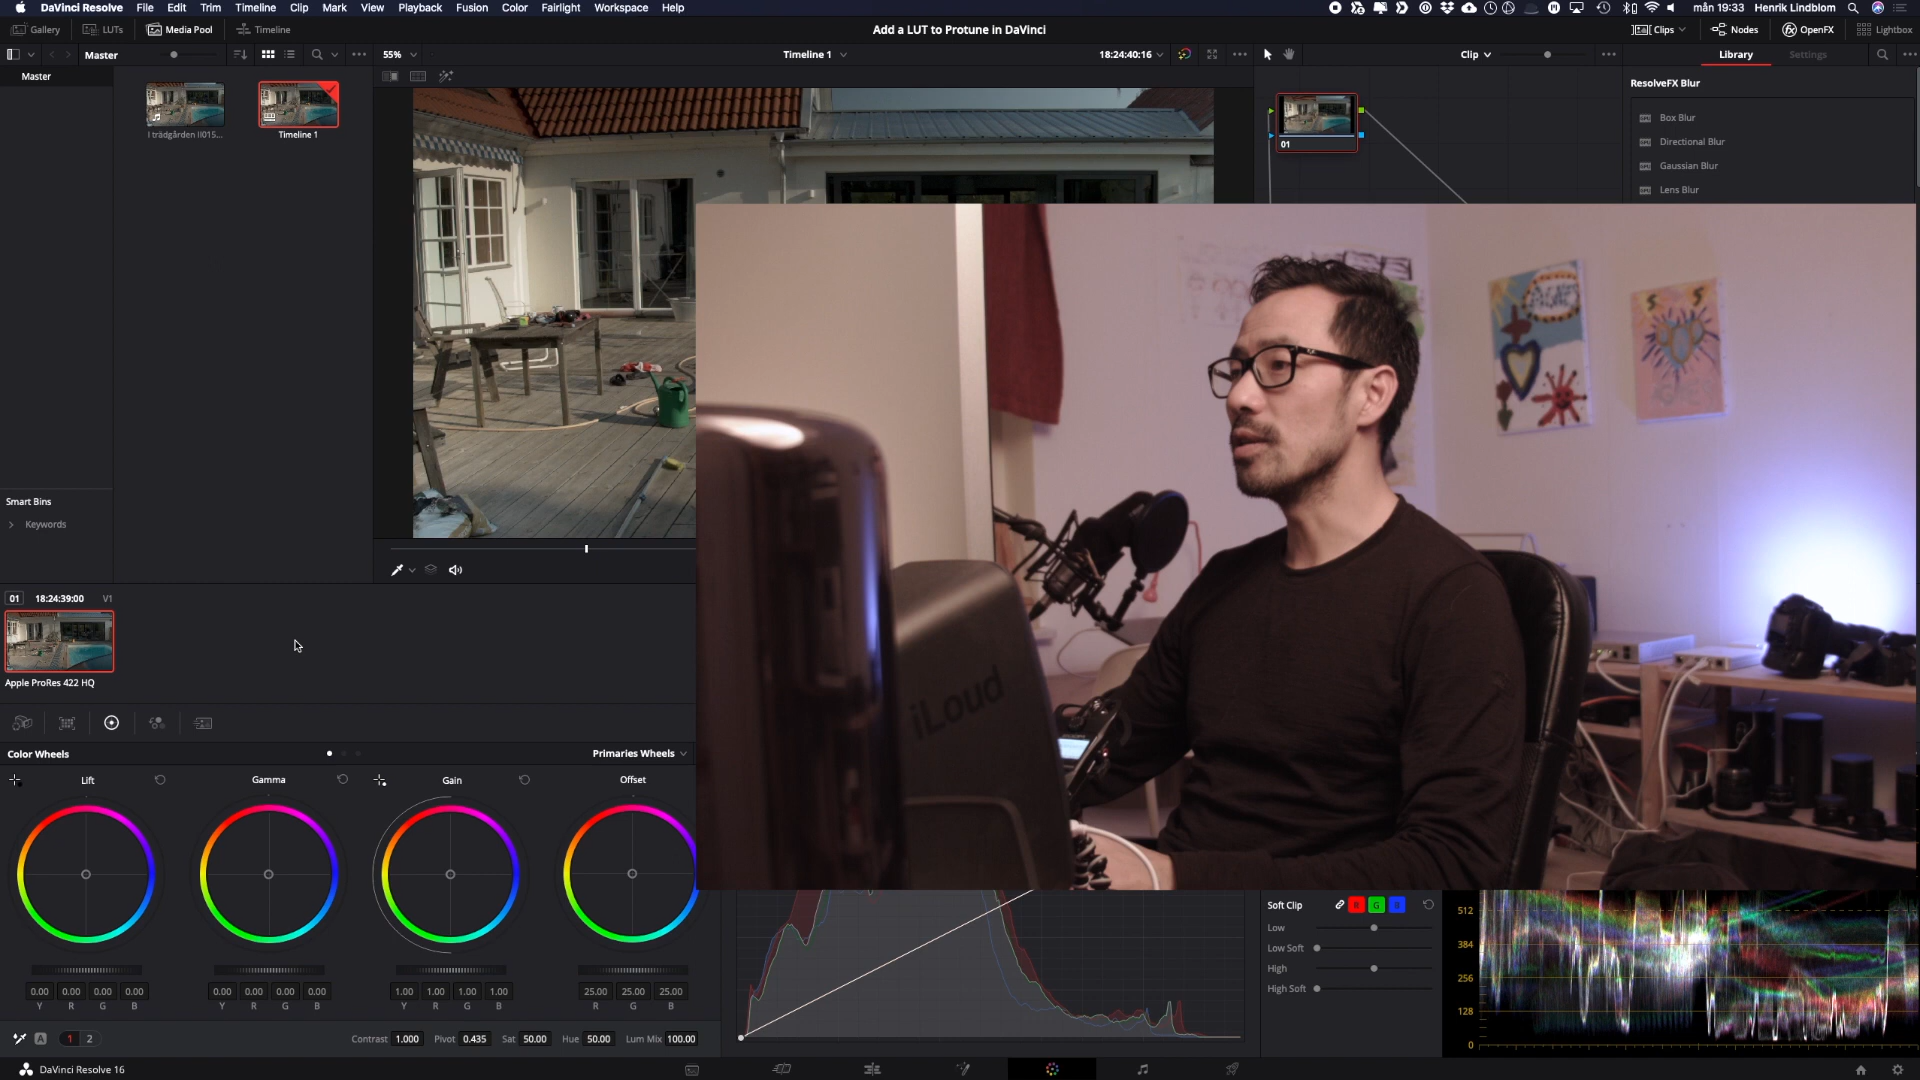 DaVinci Resolve File Edit Trim Timeline Clip Mark View Playback Fusion Color Fairlight Workspace Help mån 19:33 Henrik Lindblom
Gallery LUTs Media Pool Timeline Add a LUT to Protune in DaVinci Clips Nodes OpenFX Lightbox
Master 55% Timeline 1 18:24:40:16 Clip Library Settings
Master
ResolveFX Blur
Box Blur
I trädgården II015... Timeline 1
Directional Blur
01
Gaussian Blur
Lens Blur
Smart Bins
Keywords
01 18:24:39:00 V1
Apple ProRes 422 HQ
iLoud
Color Wheels Primaries Wheels
Lift Gamma Gain Offset
Soft Clip R G B
Low
Low Soft
High
High Soft
512
384
256
128
0
0.00 0.00 0.00 0.00 0.00 0.00 0.00 0.00 1.00 1.00 1.00 1.00 25.00 25.00 25.00
Y R G B Y R G B Y R G B R G B
A 1 2 Contrast 1.000 Pivot 0.435 Sat 50.00 Hue 50.00 Lum Mix 100.00
DaVinci Resolve 16